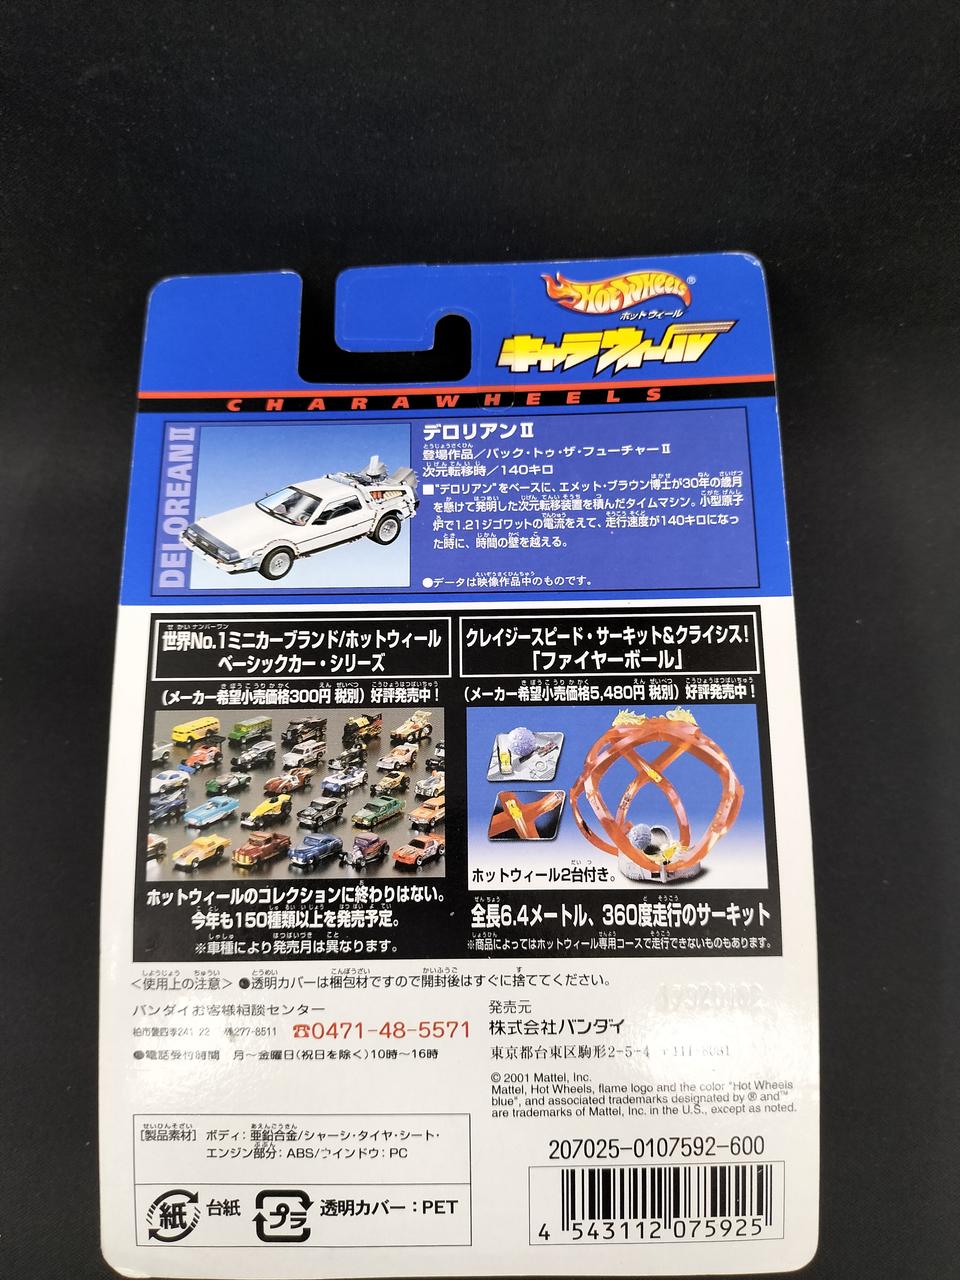 HOT WHEELS®
ホットウィール
キャラウィール
CHARAWHEELS
DELOREAN II
デロリアンⅡ
登場作品／バック・トゥ・ザ・フューチャーⅡ
次元転移時／140キロ
■"デロリアン"をベースに、エメット・ブラウン博士が30年の歳月
を懸けて発明した次元転移装置を積んだタイムマシン。小型原子
炉で1.21ジゴワットの電流をえて、走行速度が140キロになっ
た時に、時間の壁を越える。
●データは映像作品中のものです。
世界No.1ミニカーブランド/ホットウィール
ベーシックカー・シリーズ
(メーカー希望小売価格300円 税別) 好評発売中！
ホットウィールのコレクションに終わりはない。
今年も150種類以上を発売予定。
※車種により発売月は異なります。
クレイジースピード・サーキット&クライシス！
「ファイヤーボール」
(メーカー希望小売価格5,480円 税別) 好評発売中！
ホットウィール2台付き。
全長6.4メートル、360度走行のサーキット
※商品によってはホットウィール専用コースで走行できないものもあります。
＜使用上の注意＞ ●透明カバーは梱包材ですので開封後はすぐに捨ててください。
バンダイお客様相談センター
柏市豊四季241-22 〒277-8511 ☎0471-48-5571
●電話受付時間 月〜金曜日(祝日を除く)10時〜16時
発売元
株式会社バンダイ
東京都台東区駒形2-5-4 〒111-8081
© 2001 Mattel, Inc.
Mattel, Hot Wheels, flame logo and the color "Hot Wheels
blue", and associated trademarks designated by ® and™
are trademarks of Mattel, Inc. in the U.S., except as noted.
[製品素材] ボディ：亜鉛合金/シャーシ・タイヤ・シート・
エンジン部分：ABS/ウインドウ：PC
紙 台紙 プラ 透明カバー：PET
207025-0107592-600
4 543112 075925